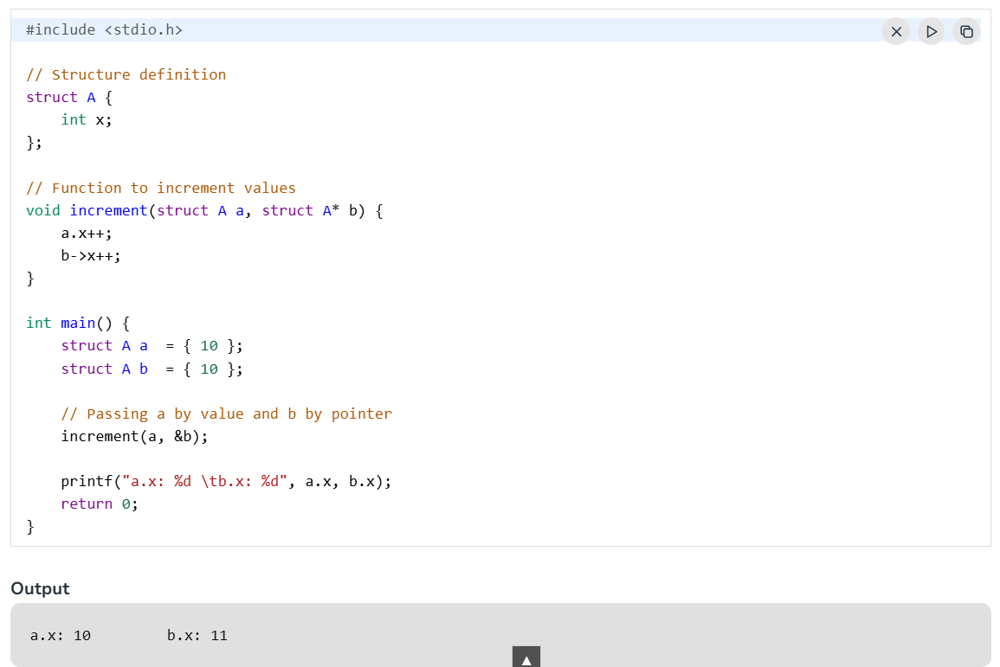 #include <stdio.h>
// Structure definition
struct A {
    int x;
};
// Function to increment values
void increment(struct A a, struct A* b) {
    a.x++;
    b->x++;
}
int main() {
    struct A a  = { 10 };
    struct A b  = { 10 };
    // Passing a by value and b by pointer
    increment(a, &b);
    printf("a.x: %d \tb.x: %d", a.x, b.x);
    return 0;
}
Output
a.x: 10 	b.x: 11